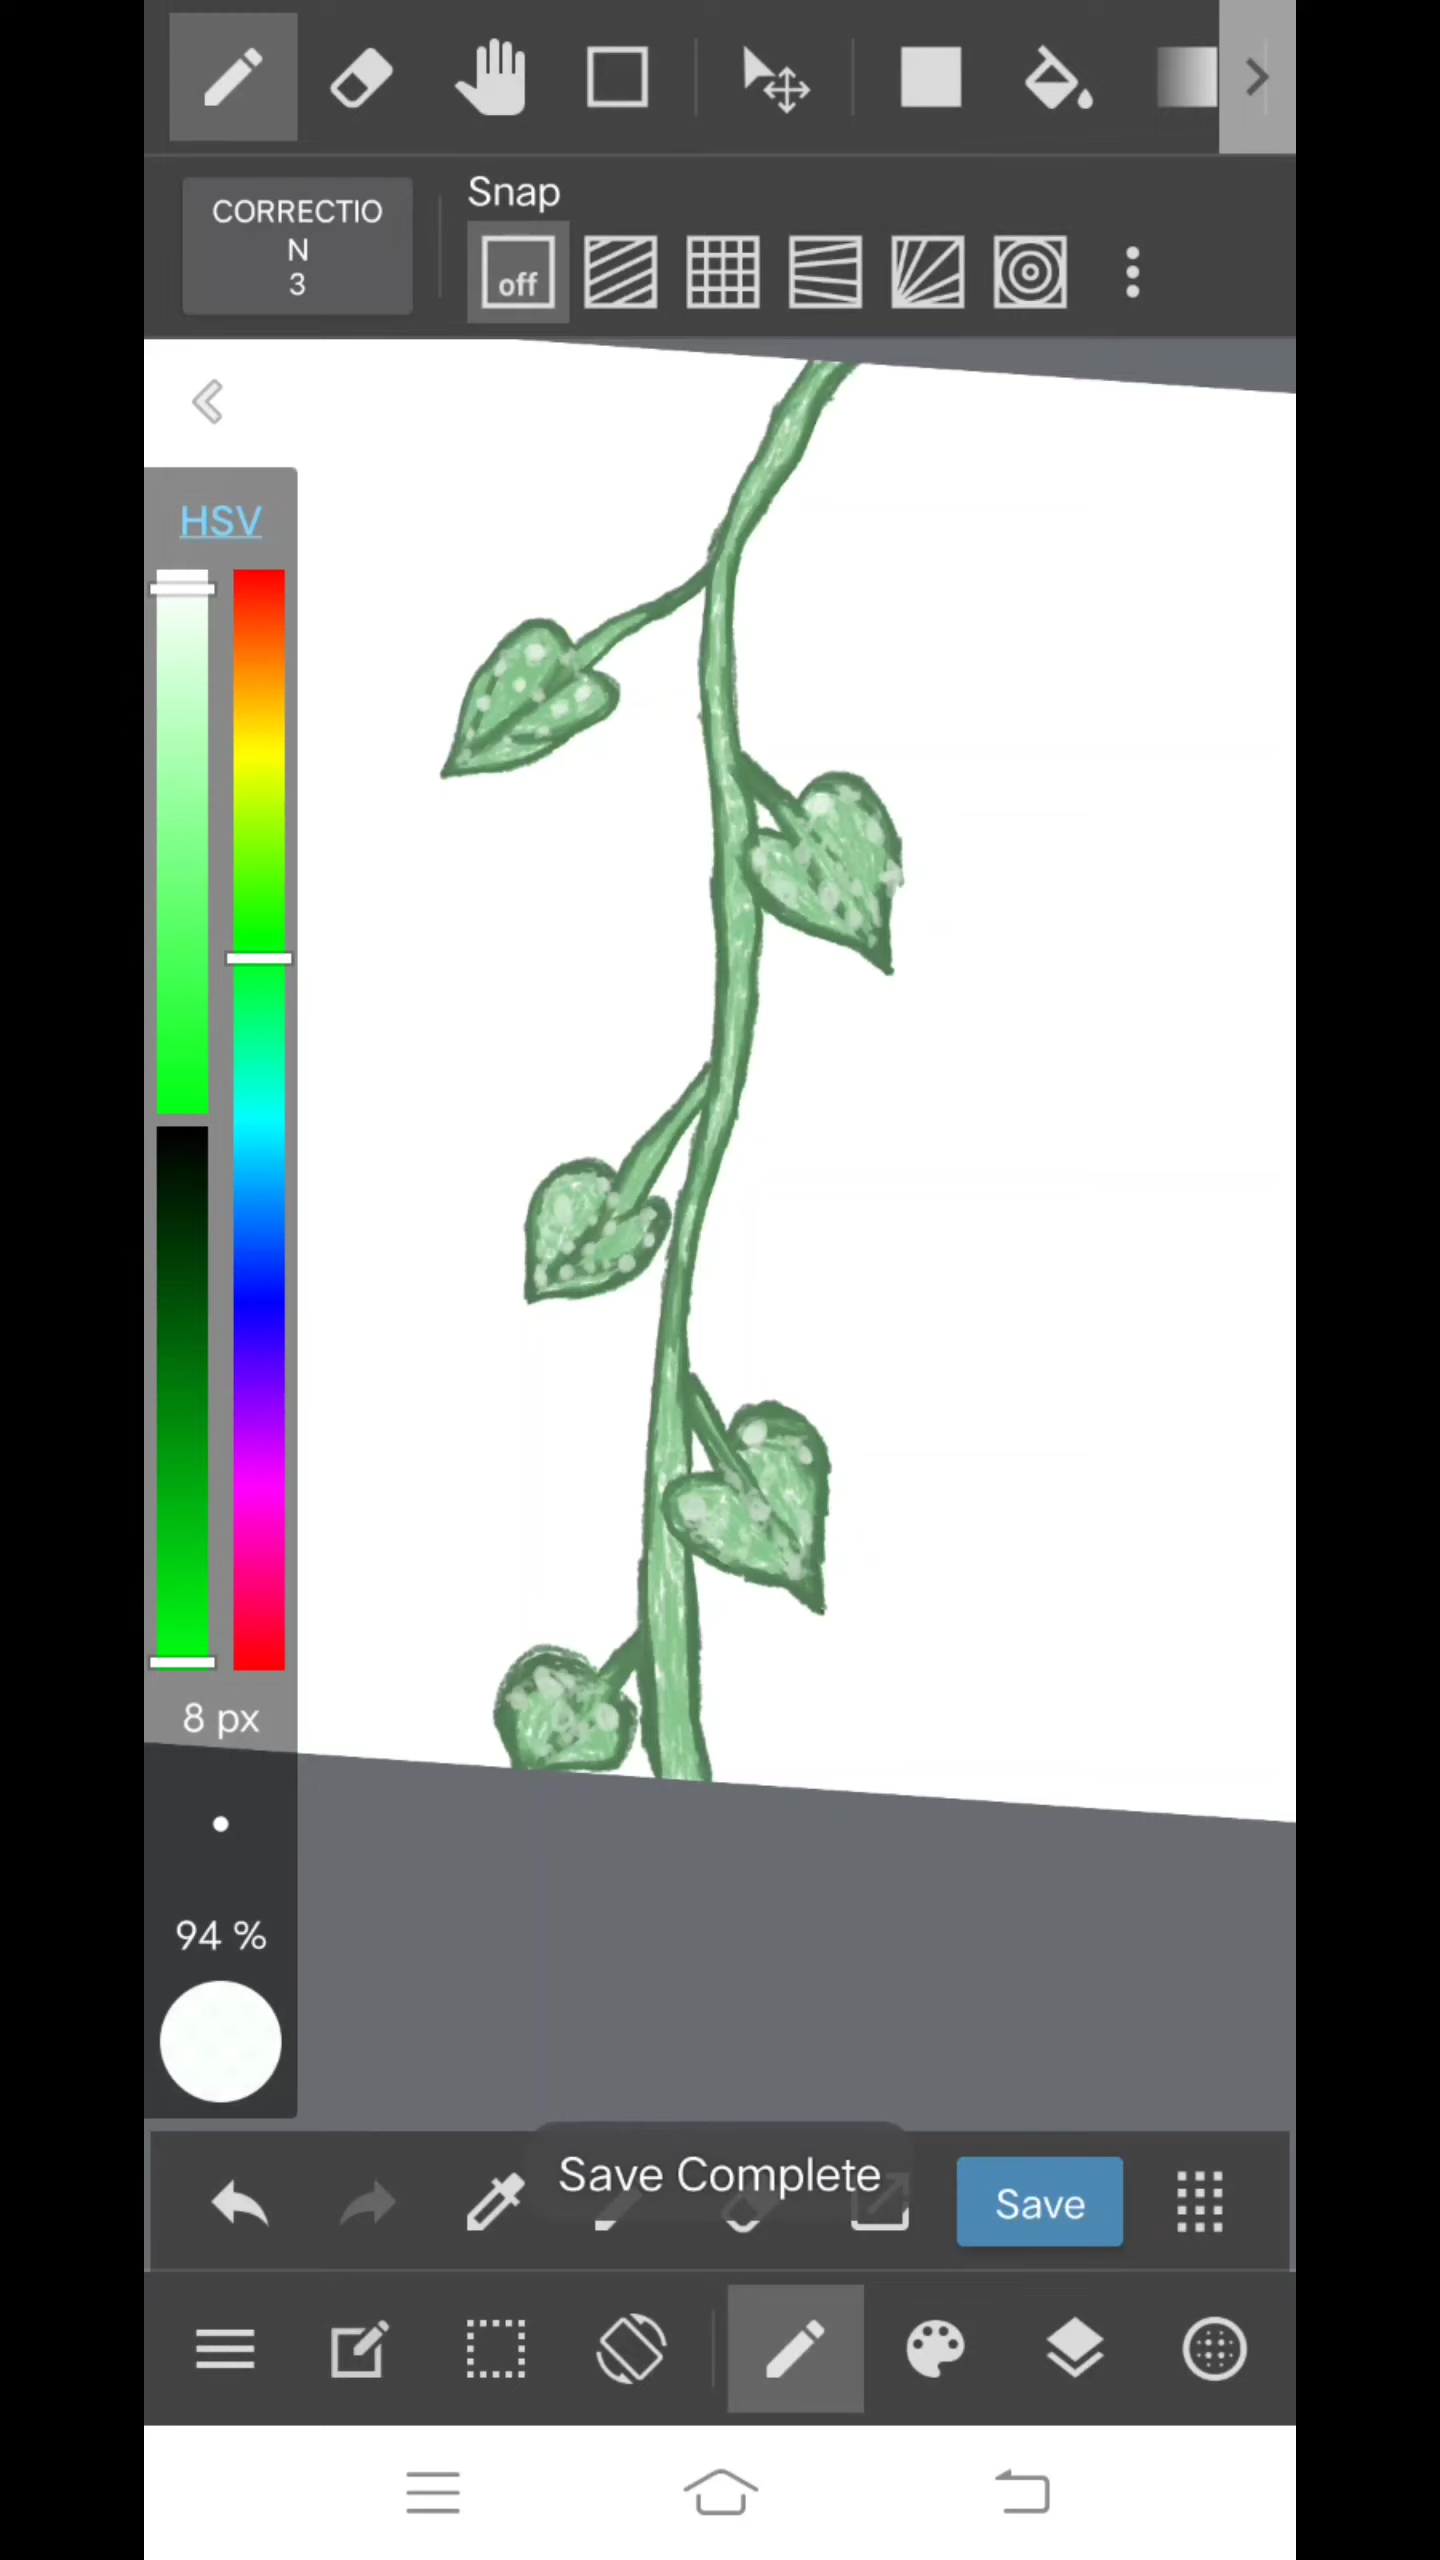 CORRECTIO
N
3
Snap
off
HSV
8 px
94 %
Save Complete
Save